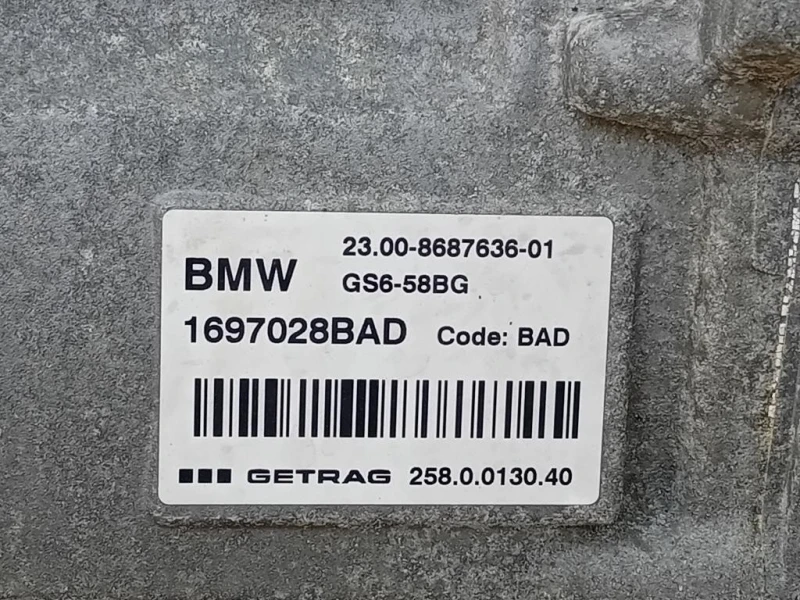 23.00-8687636-01
BMW GS6-58BG
1697028BAD Code: BAD
GETRAG 258.0.0130.40